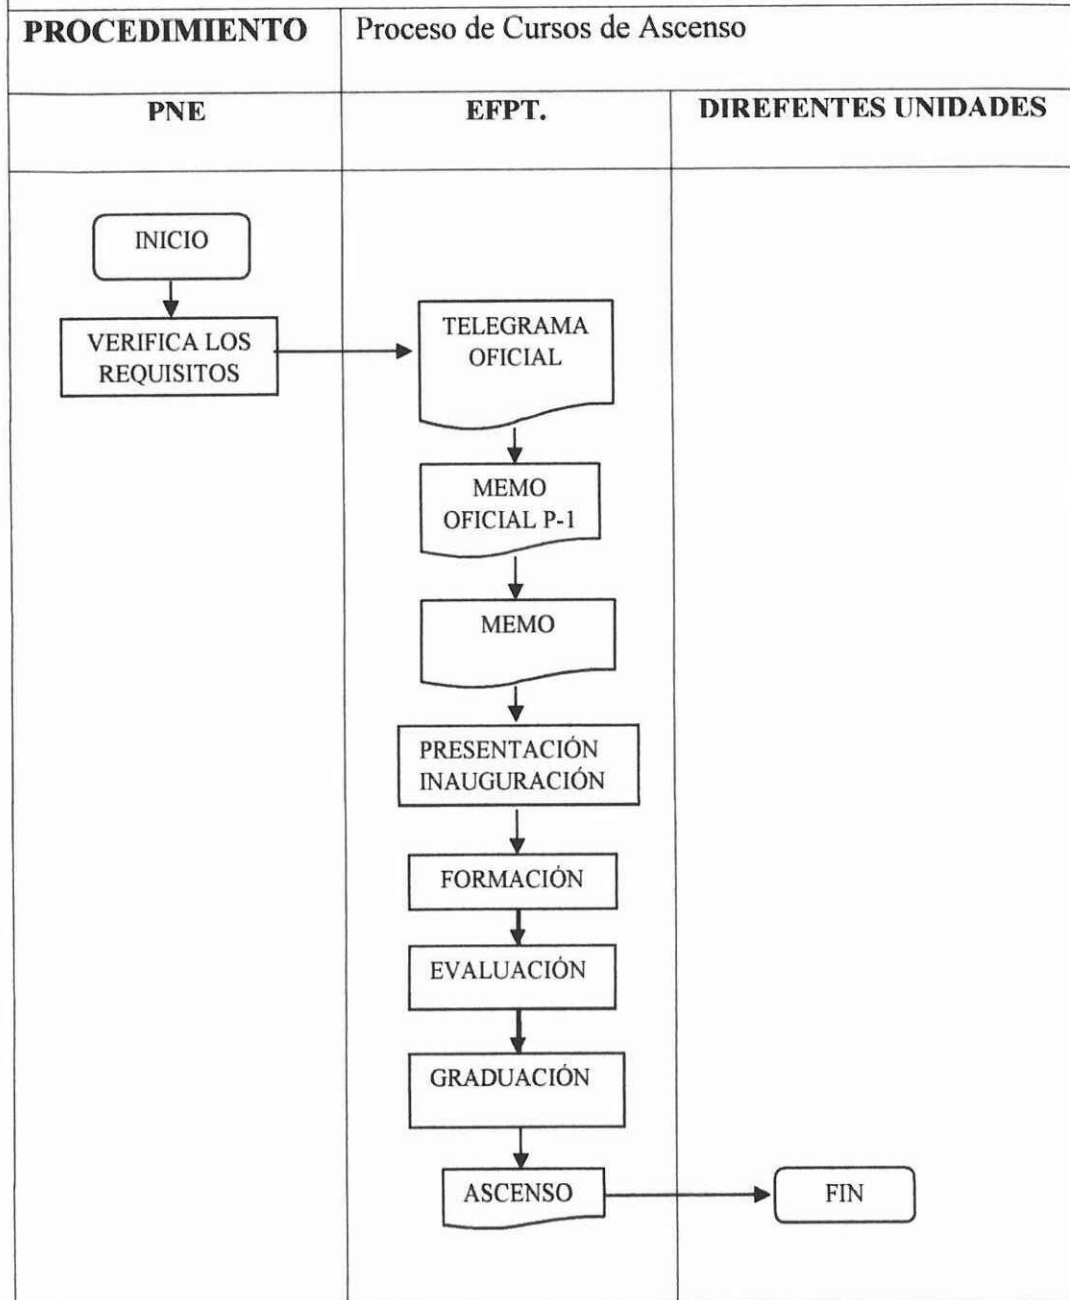 PROCEDIMIENTO
Proceso de Cursos de Ascenso
PNE
EFPT.
DIREFENTES UNIDADES
INICIO
VERIFICA LOS
REQUISITOS
TELEGRAMA
OFICIAL
MEMO
OFICIAL P-1
MEMO
PRESENTACIÓN
INAUGURACIÓN
FORMACIÓN
EVALUACIÓN
GRADUACIÓN
ASCENSO
FIN